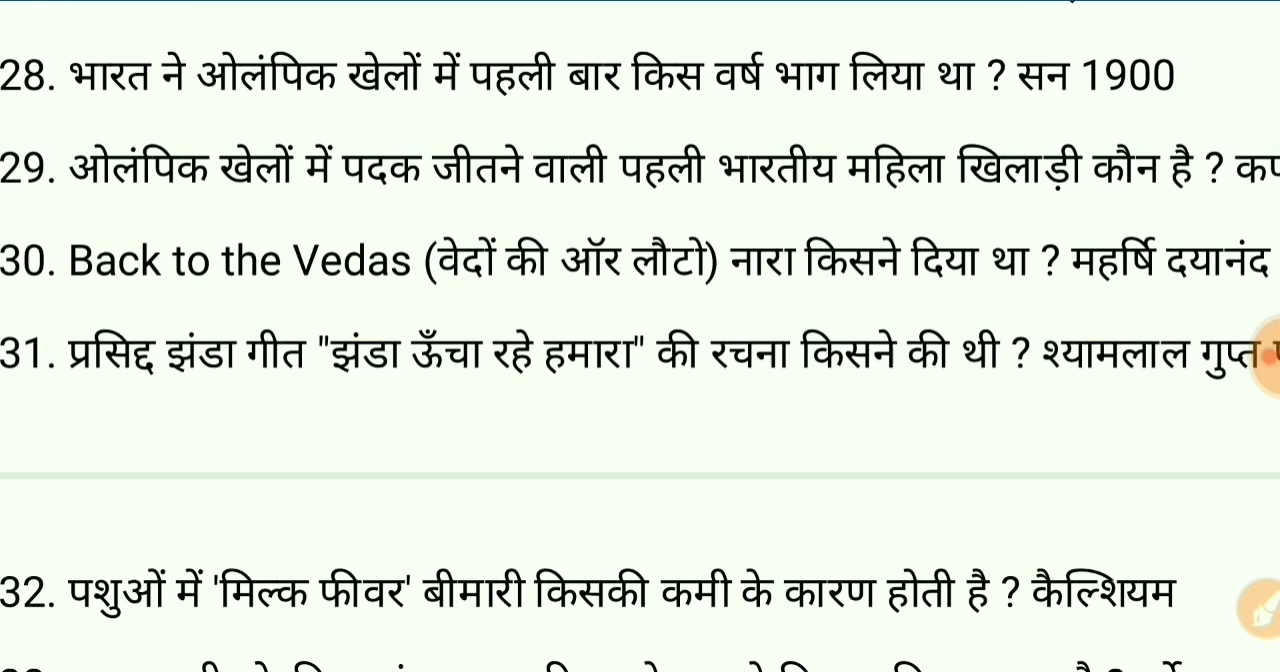 28. भारत ने ओलंपिक खेलों में पहली बार किस वर्ष भाग लिया था ? सन 1900
29. ओलंपिक खेलों में पदक जीतने वाली पहली भारतीय महिला खिलाड़ी कौन है ?
30. Back to the Vedas (वेदों की ऑर लौटो) नारा किसने दिया था ? महर्षि दयानंद
31. प्रसिद्द झंडा गीत "झंडा ऊँचा रहे हमारा" की रचना किसने की थी ? श्यामलाल गुप्त
32. पशुओं में 'मिल्क फीवर' बीमारी किसकी कमी के कारण होती है ? कैल्शियम